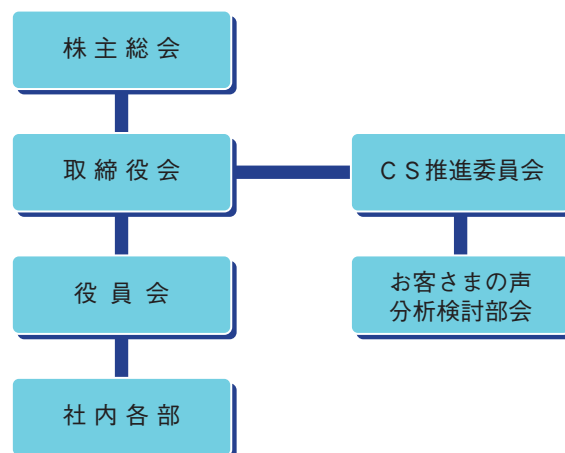 株主総会
取締役会
CS推進委員会
役員会
お客さまの声
分析検討部会
社内各部